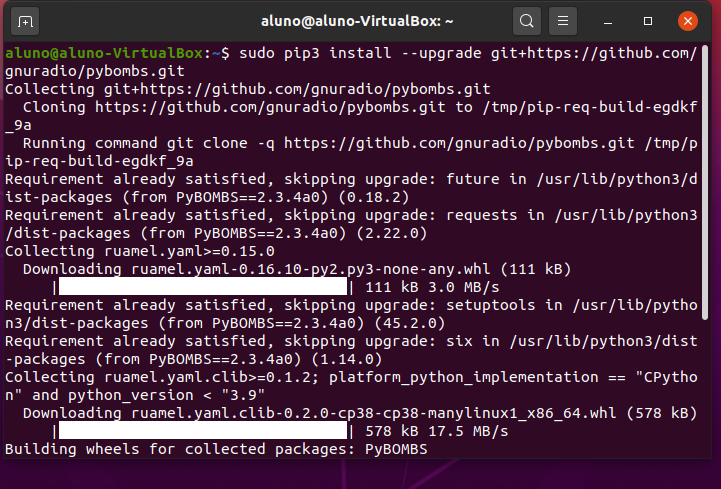 aluno@aluno-VirtualBox: ~
aluno@aluno-VirtualBox:~$ sudo pip3 install --upgrade git+https://github.com/
gnuradio/pybombs.git
Collecting git+https://github.com/gnuradio/pybombs.git
  Cloning https://github.com/gnuradio/pybombs.git to /tmp/pip-req-build-egdkf
_9a
  Running command git clone -q https://github.com/gnuradio/pybombs.git /tmp/p
ip-req-build-egdkf_9a
Requirement already satisfied, skipping upgrade: future in /usr/lib/python3/d
ist-packages (from PyBOMBS==2.3.4a0) (0.18.2)
Requirement already satisfied, skipping upgrade: requests in /usr/lib/python3
/dist-packages (from PyBOMBS==2.3.4a0) (2.22.0)
Collecting ruamel.yaml>=0.15.0
  Downloading ruamel.yaml-0.16.10-py2.py3-none-any.whl (111 kB)
     || 111 kB 3.0 MB/s
Requirement already satisfied, skipping upgrade: setuptools in /usr/lib/pytho
n3/dist-packages (from PyBOMBS==2.3.4a0) (45.2.0)
Requirement already satisfied, skipping upgrade: six in /usr/lib/python3/dist
-packages (from PyBOMBS==2.3.4a0) (1.14.0)
Collecting ruamel.yaml.clib>=0.1.2; platform_python_implementation == "CPytho
n" and python_version < "3.9"
  Downloading ruamel.yaml.clib-0.2.0-cp38-cp38-manylinux1_x86_64.whl (578 kB)
     || 578 kB 17.5 MB/s
Building wheels for collected packages: PyBOMBS